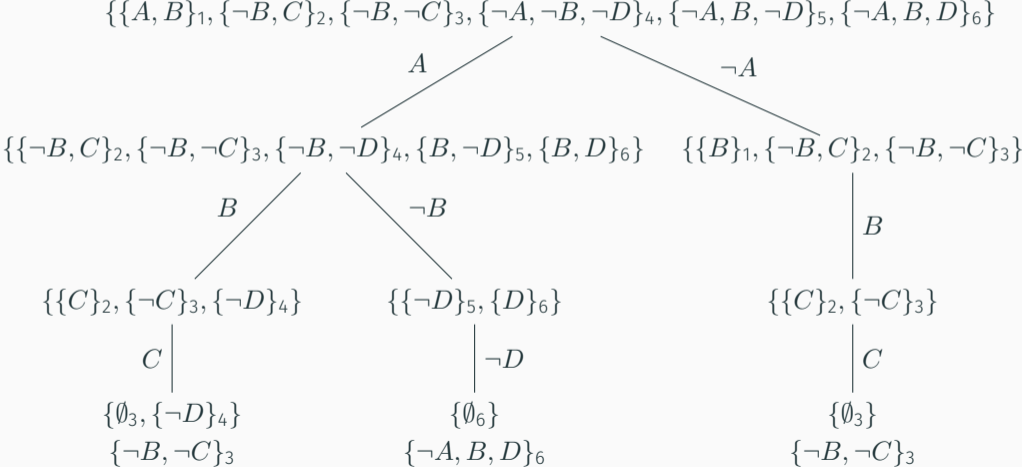 {{A, B}₁, {¬B, C}₂, {¬B, ¬C}₃, {¬A, ¬B, ¬D}₄, {¬A, B, ¬D}₅, {¬A, B, D}₆}
A ¬A
{{¬B, C}₂, {¬B, ¬C}₃, {¬B, ¬D}₄, {B, ¬D}₅, {B, D}₆} {{B}₁, {¬B, C}₂, {¬B, ¬C}₃}
B ¬B B
{{C}₂, {¬C}₃, {¬D}₄} {{¬D}₅, {D}₆} {{C}₂, {¬C}₃}
C ¬D C
{∅₃, {¬D}₄} {∅₆} {∅₃}
{¬B, ¬C}₃ {¬A, B, D}₆ {¬B, ¬C}₃